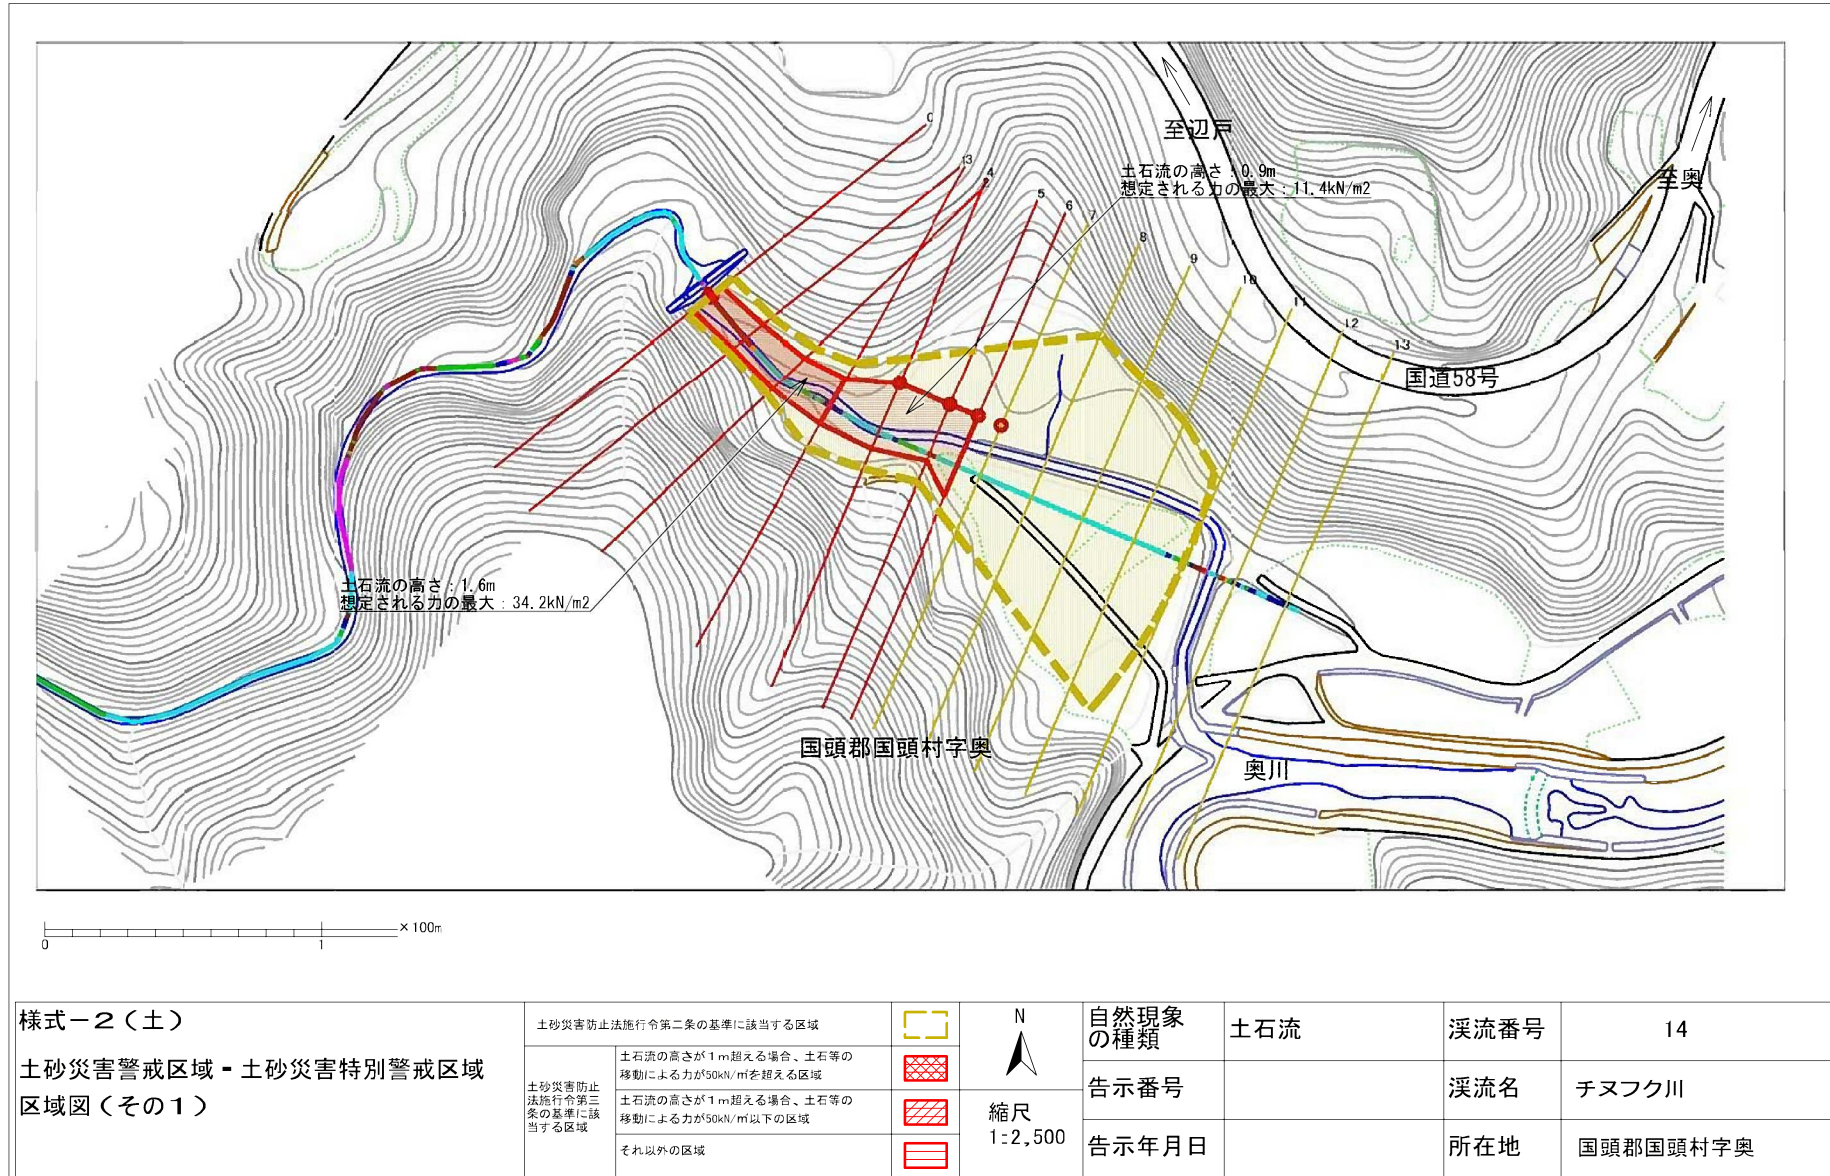 0
3
4
2
5
6
7
8
9
10
11
12
13
至辺戸
土石流の高さ：0.9m
想定される力の最大：11.4kN/m2
至奥
国道58号
土石流の高さ：1.6m
想定される力の最大：34.2kN/m2
国頭郡国頭村字奥
奥川
×100m
0
1
様式－２（土）
土砂災害警戒区域・土砂災害特別警戒区域
区域図（その１）
土砂災害防止法施行令第二条の基準に該当する区域
土砂災害防止
法施行令第三
条の基準に該
当する区域
土石流の高さが１ｍ超える場合、土石等の
移動による力が50kN/㎡を超える区域
土石流の高さが１ｍ超える場合、土石等の
移動による力が50kN/㎡以下の区域
それ以外の区域
N
縮尺
1:2,500
自然現象
の種類
土石流
渓流番号
14
告示番号
渓流名
チヌフク川
告示年月日
所在地
国頭郡国頭村字奥